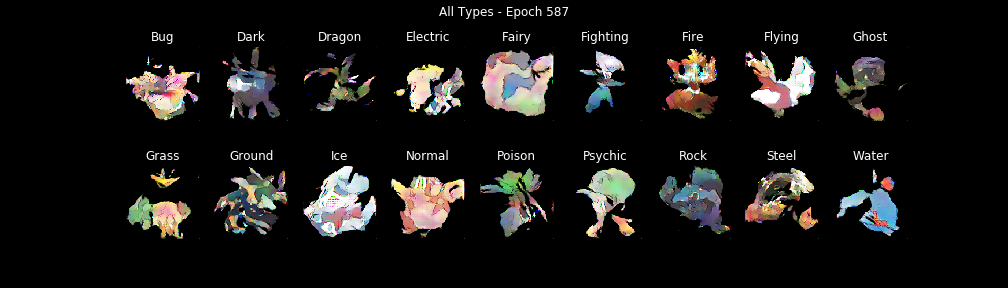 All Types - Epoch 587
Bug Dark Dragon Electric Fairy Fighting Fire Flying Ghost
Grass Ground Ice Normal Poison Psychic Rock Steel Water